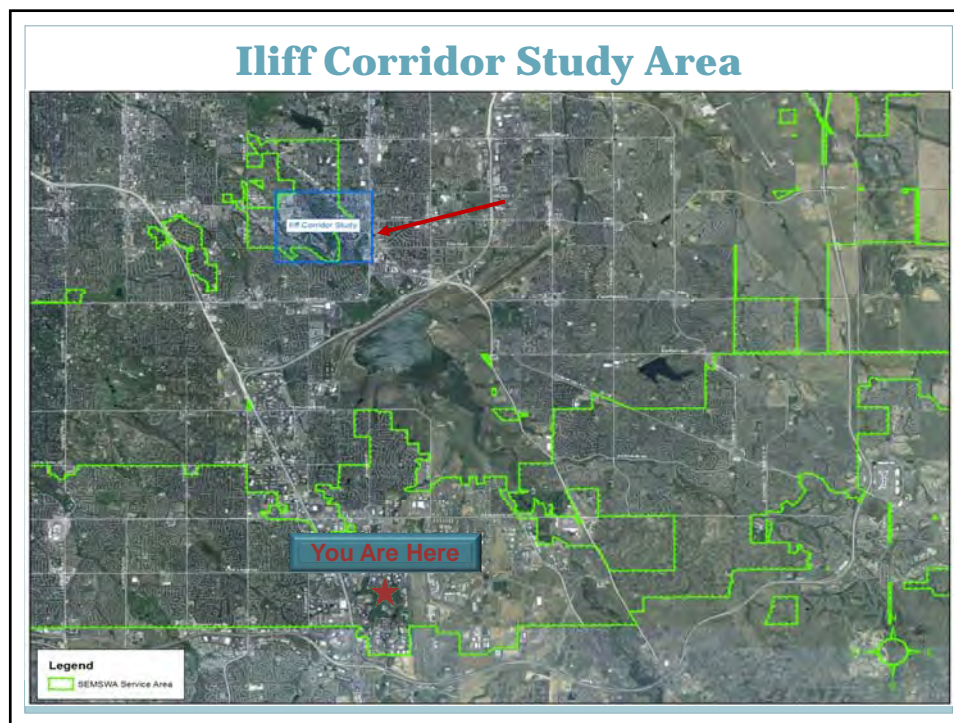 Iliff Corridor Study Area
Iliff Corridor Study
You Are Here
Legend
SEMSWA Service Area
E